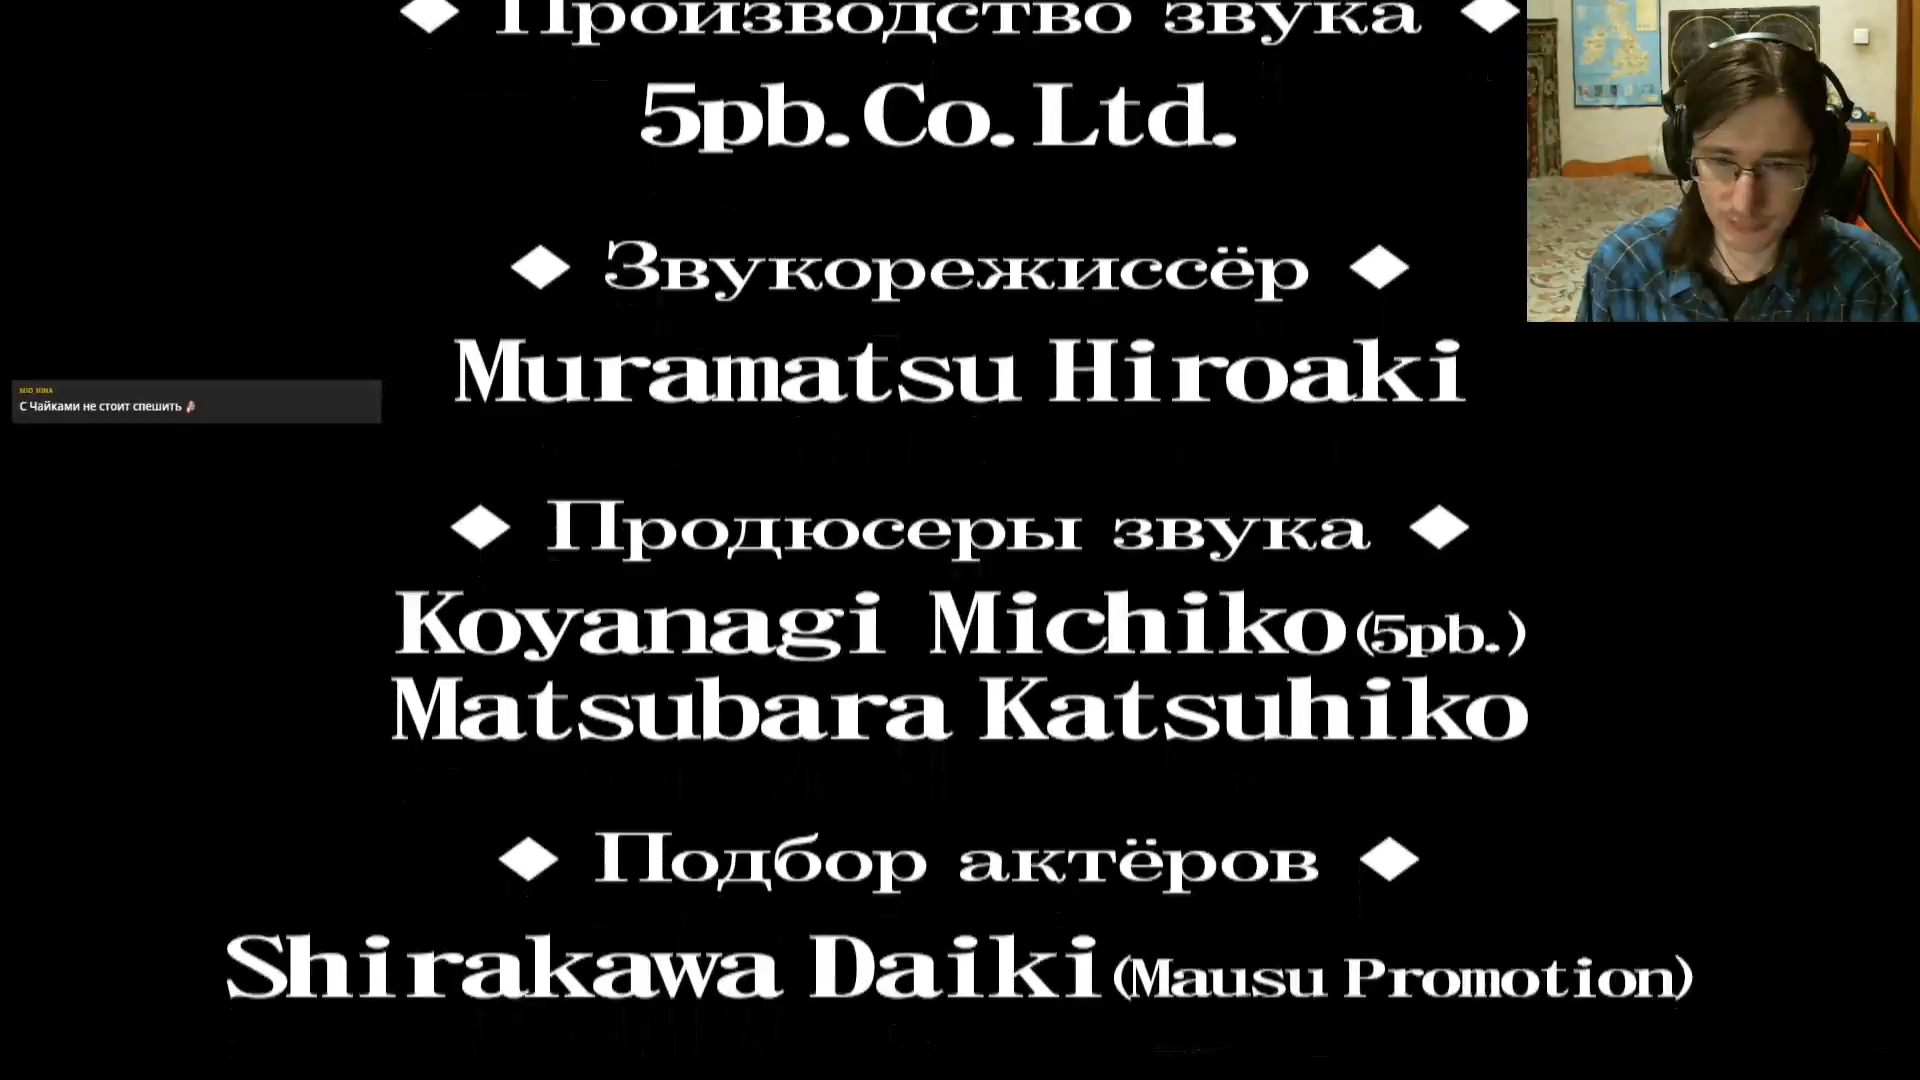 ◆ Производство звука ◆
5pb.Co.Ltd.
◆ Звукорежиссёр ◆
Muramatsu Hiroaki
MIO_HINA
С Чайками не стоит спешить
◆ Продюсеры звука ◆
Koyanagi Michiko(5pb.)
Matsubara Katsuhiko
◆ Подбор актёров ◆
Shirakawa Daiki(Mausu Promotion)